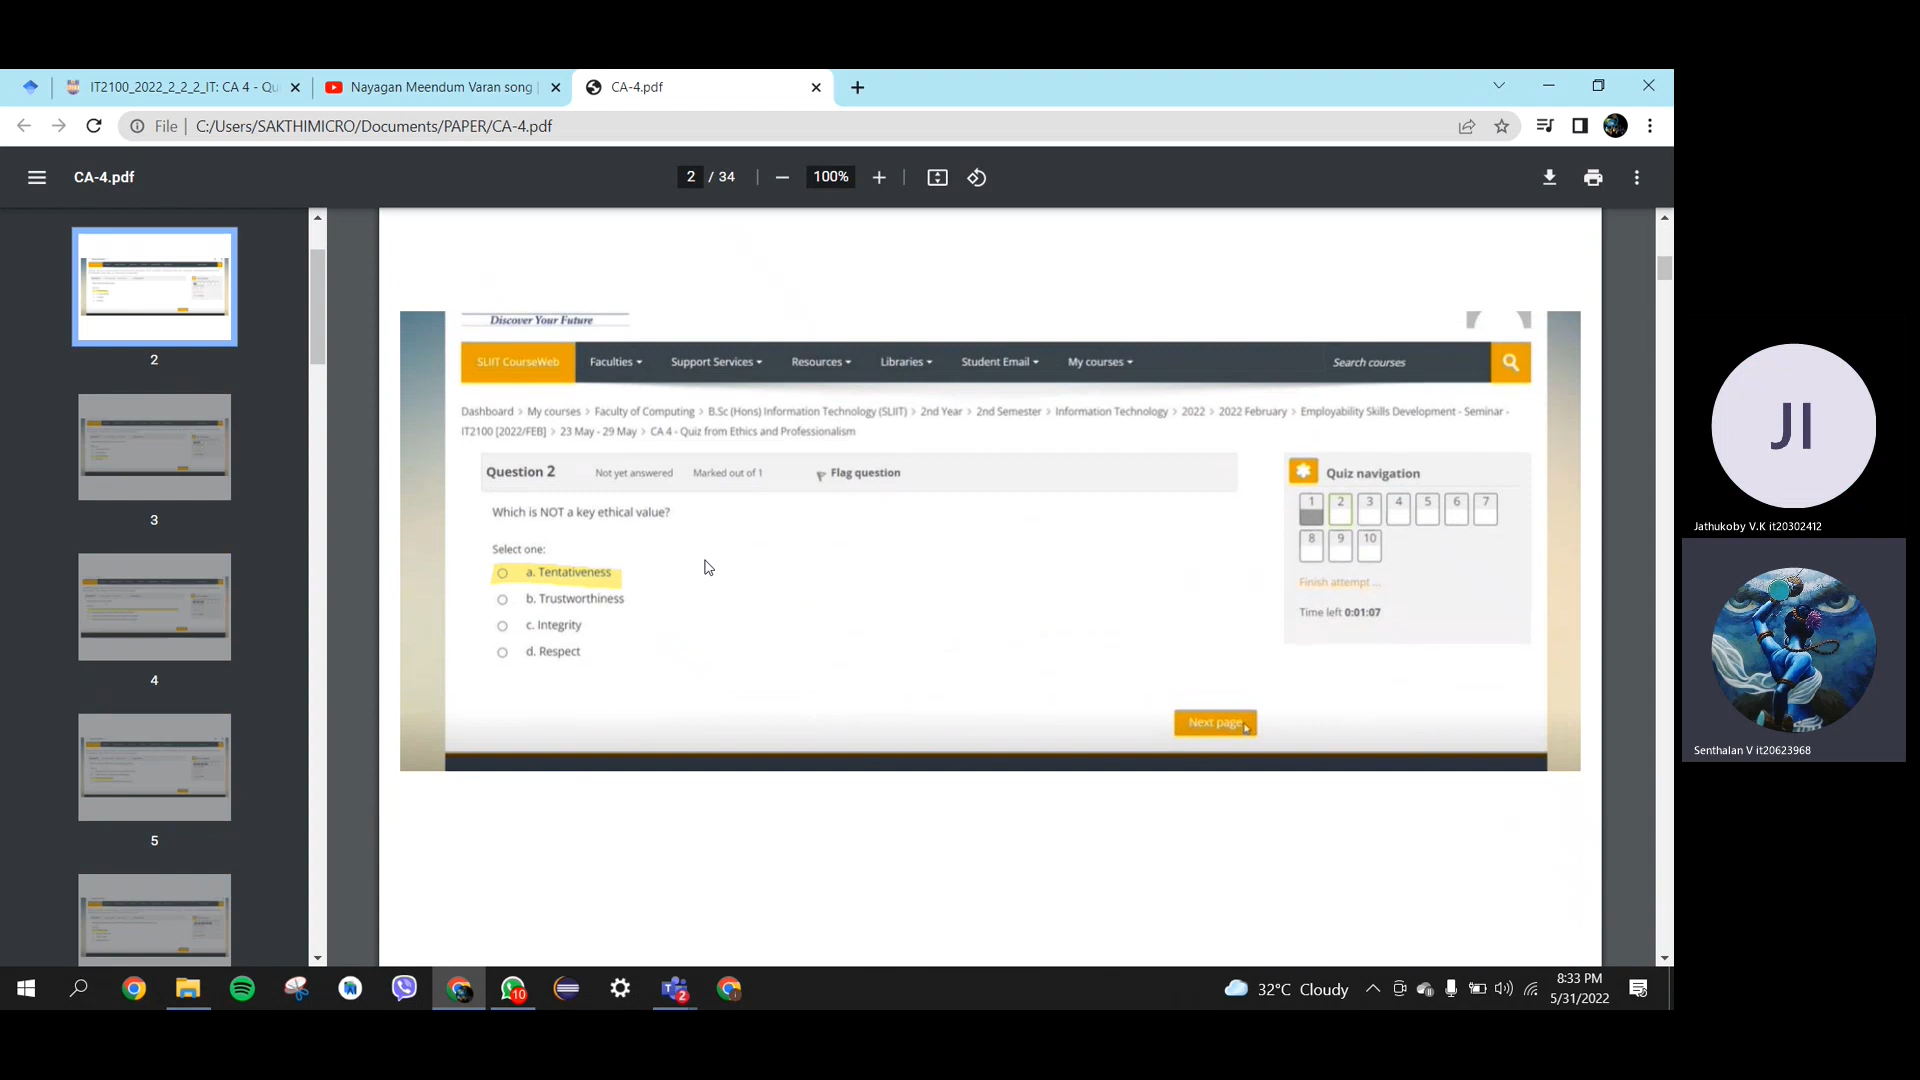 IT2100_2022_2_2_2_IT: CA 4 - Qu
Nayagan Meendum Varan song
CA-4.pdf
File
C:/Users/SAKTHIMICRO/Documents/PAPER/CA-4.pdf
CA-4.pdf
2 / 34
100%
2
3
4
5
Discover Your Future
SLIIT CourseWeb Faculties Support Services Resources Libraries Student Email My courses Search courses
Dashboard > My courses > Faculty of Computing > B.Sc (Hons) Information Technology (SLIIT) > 2nd Year > 2nd Semester > Information Technology > 2022 > 2022 February > Employability Skills Development - Seminar -
IT2100 [2022/FEB] > 23 May - 29 May > CA 4 - Quiz from Ethics and Professionalism
Question 2 Not yet answered Marked out of 1 Flag question
Which is NOT a key ethical value?
Select one:
a. Tentativeness
b. Trustworthiness
c. Integrity
d. Respect
Next page
Quiz navigation
1 2 3 4 5 6 7
8 9 10
Finish attempt ...
Time left 0:01:07
JI
Jathukoby V.K it20302412
Senthalan V it20623968
10
2
32°C Cloudy
8:33 PM
5/31/2022